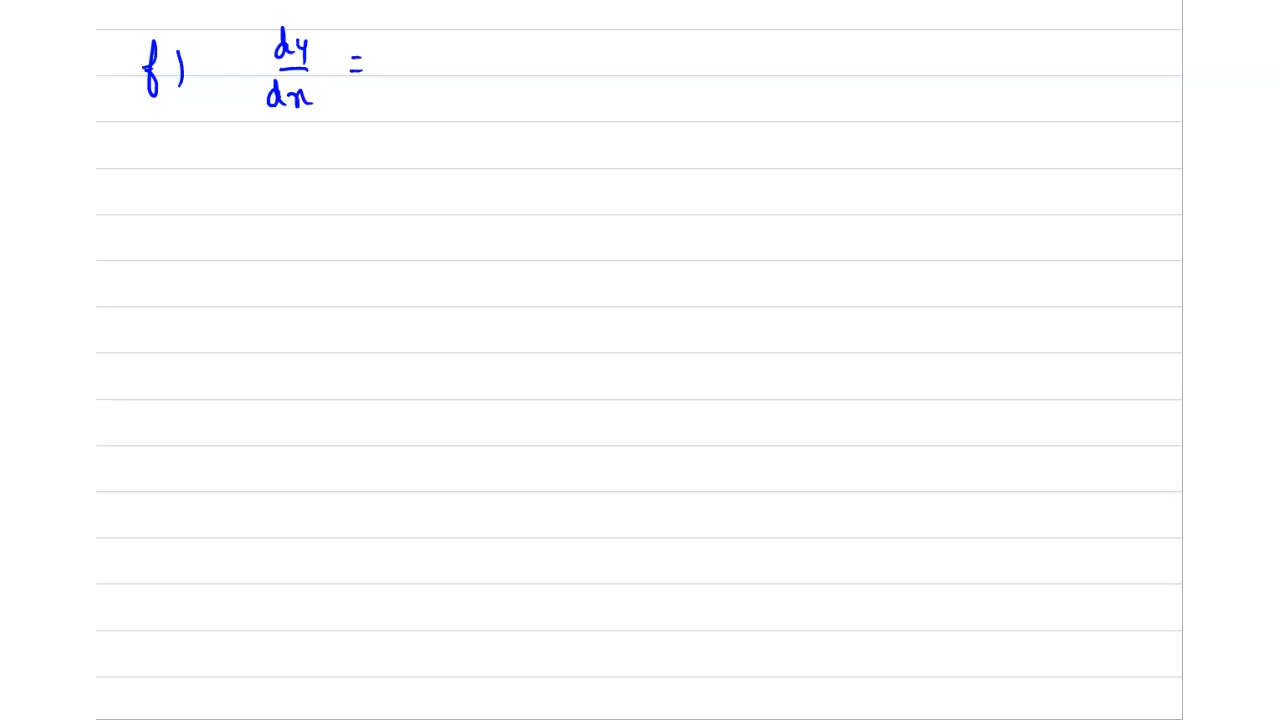 f) dy/dx =